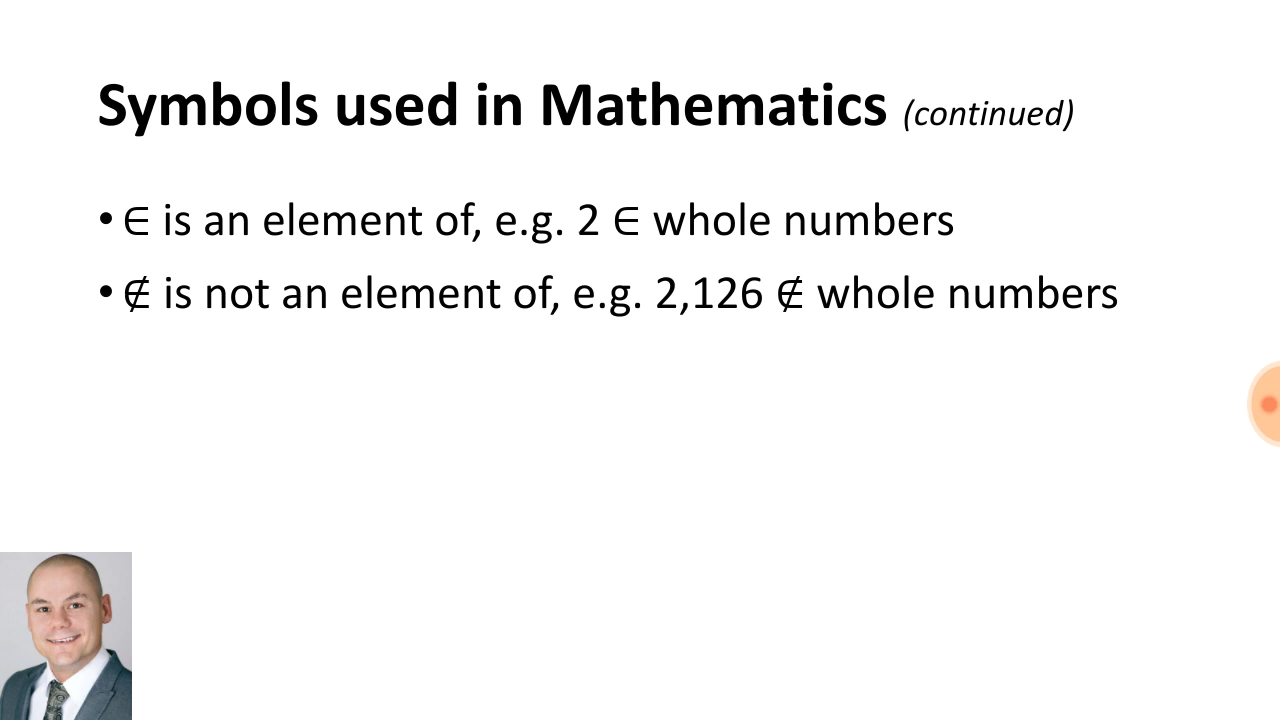 Symbols used in Mathematics (continued)
• ∈ is an element of, e.g. 2 ∈ whole numbers
• ∉ is not an element of, e.g. 2,126 ∉ whole numbers